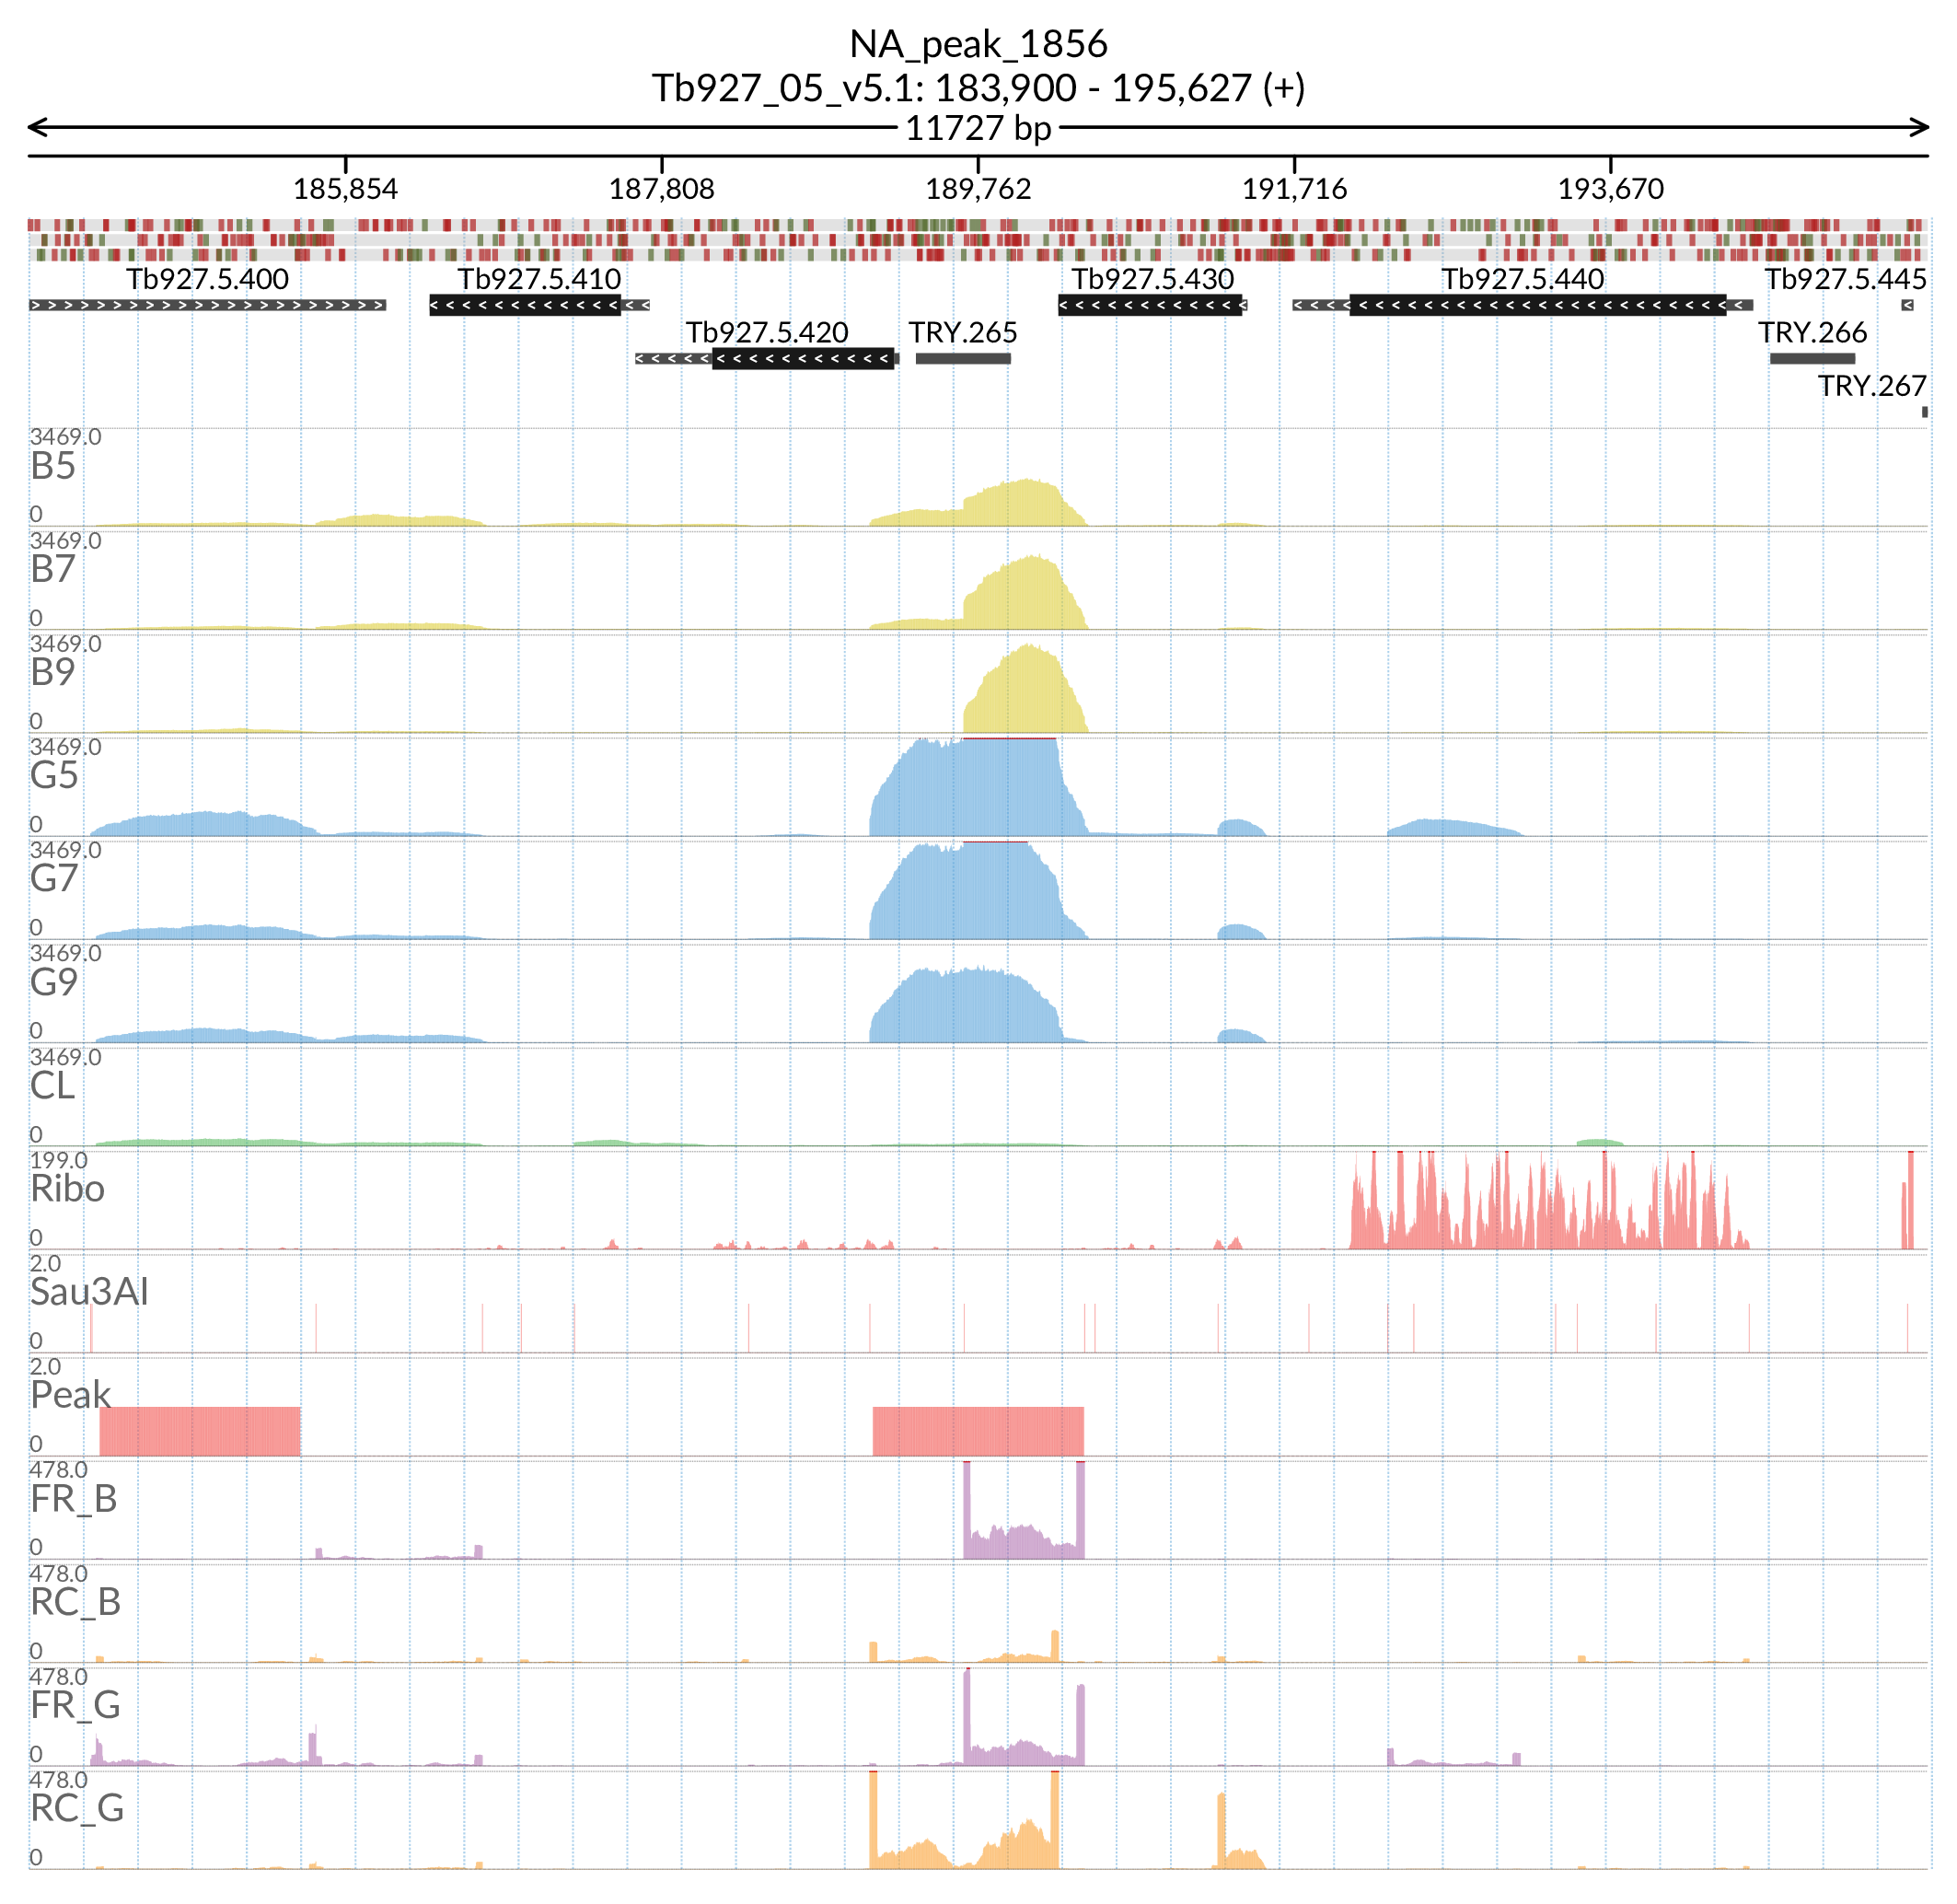 NA_peak_1856
Tb927_05_v5.1: 183,900 - 195,627 (+)
11727 bp
185,854 187,808 189,762 191,716 193,670
Tb927.5.400 Tb927.5.410 Tb927.5.430 Tb927.5.440 Tb927.5.445
Tb927.5.420 TRY.265 TRY.266
TRY.267
3469.0
B5
0
3469.0
B7
0
3469.0
B9
0
3469.0
G5
0
3469.0
G7
0
3469.0
G9
0
3469.0
CL
0
199.0
Ribo
0
2.0
Sau3AI
0
2.0
Peak
0
478.0
FR_B
0
478.0
RC_B
0
478.0
FR_G
0
478.0
RC_G
0